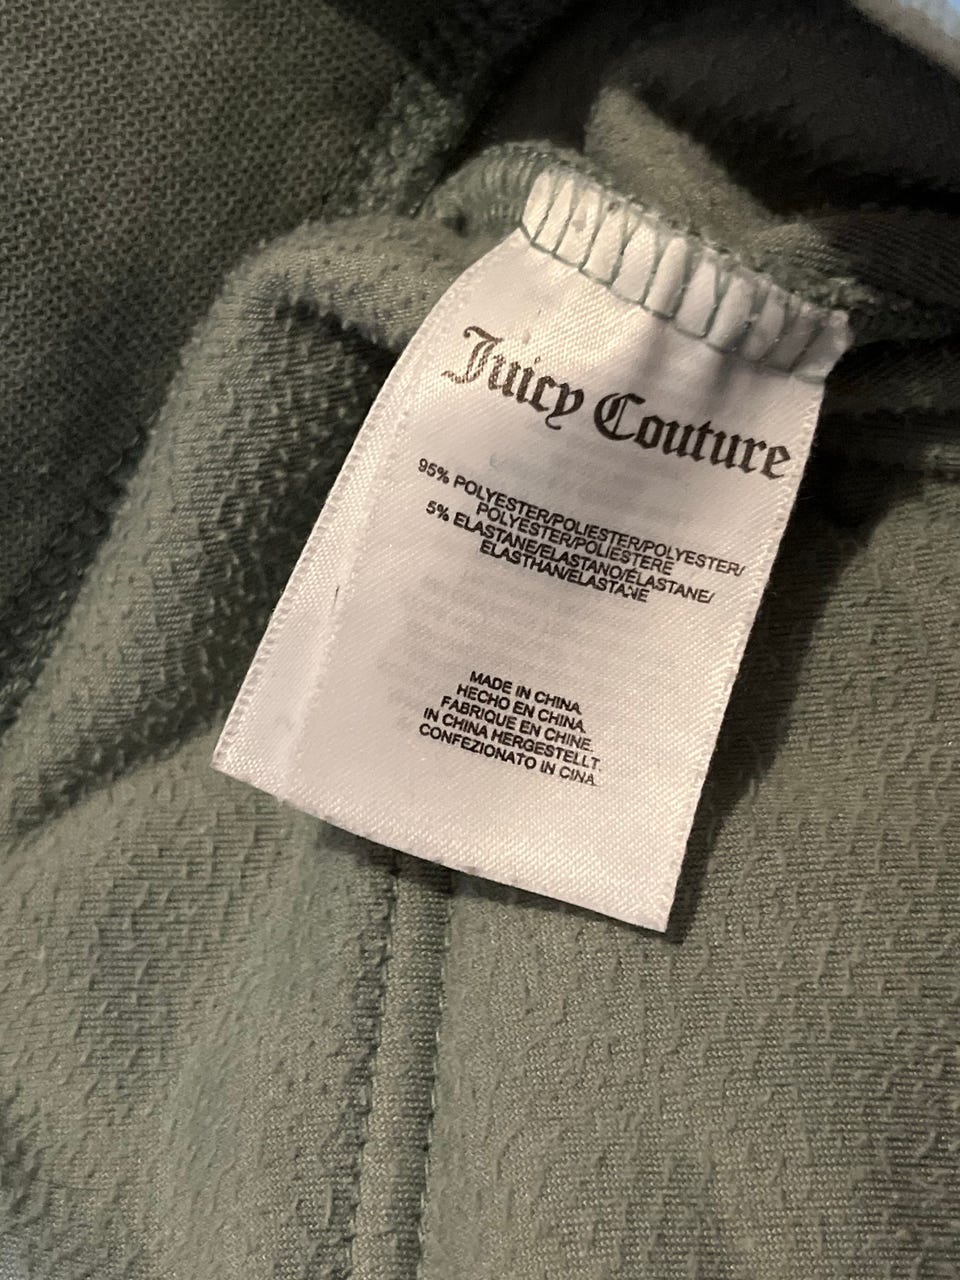 Juicy Couture
95% POLYESTER/POLIESTER/POLYESTER/
POLYESTER/POLIESTERE
5% ELASTANE/ELASTANO/ÉLASTANE/
ELASTHAN/ELASTANE
MADE IN CHINA
HECHO EN CHINA.
FABRIQUE EN CHINE.
IN CHINA HERGESTELLT.
CONFEZIONATO IN CINA.